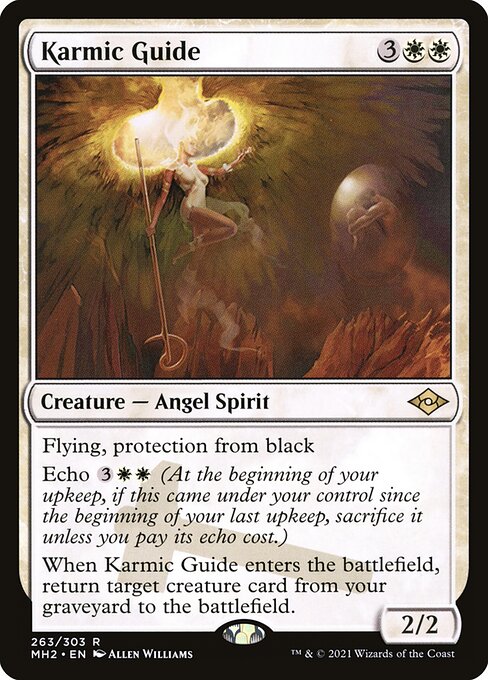 Karmic Guide 3
Creature — Angel Spirit
Flying, protection from black
Echo 3 (At the beginning of your
upkeep, if this came under your control since
the beginning of your last upkeep, sacrifice it
unless you pay its echo cost.)
When Karmic Guide enters the battlefield,
return target creature card from your
graveyard to the battlefield.
2/2
263/303 R
MH2 • EN Allen Williams
™ & © 2021 Wizards of the Coast